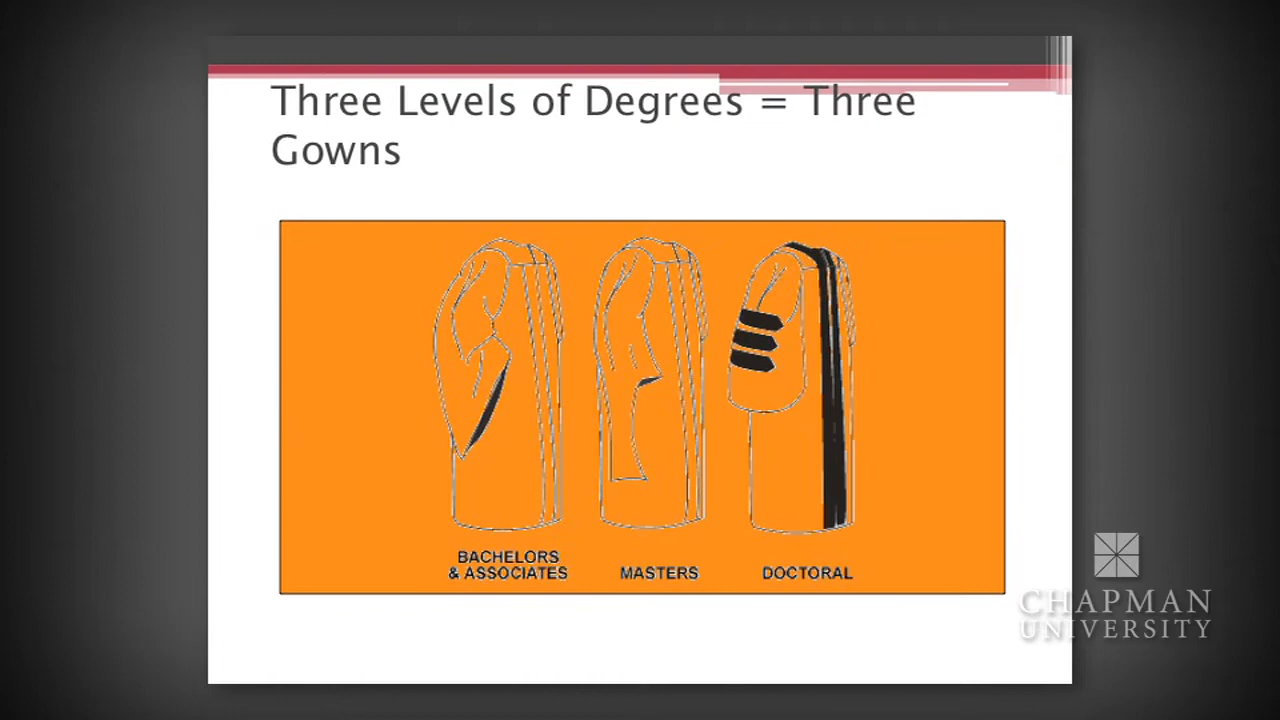 Three Levels of Degrees = Three
Gowns
BACHELORS
& ASSOCIATES
MASTERS
DOCTORAL
CHAPMAN
UNIVERSITY